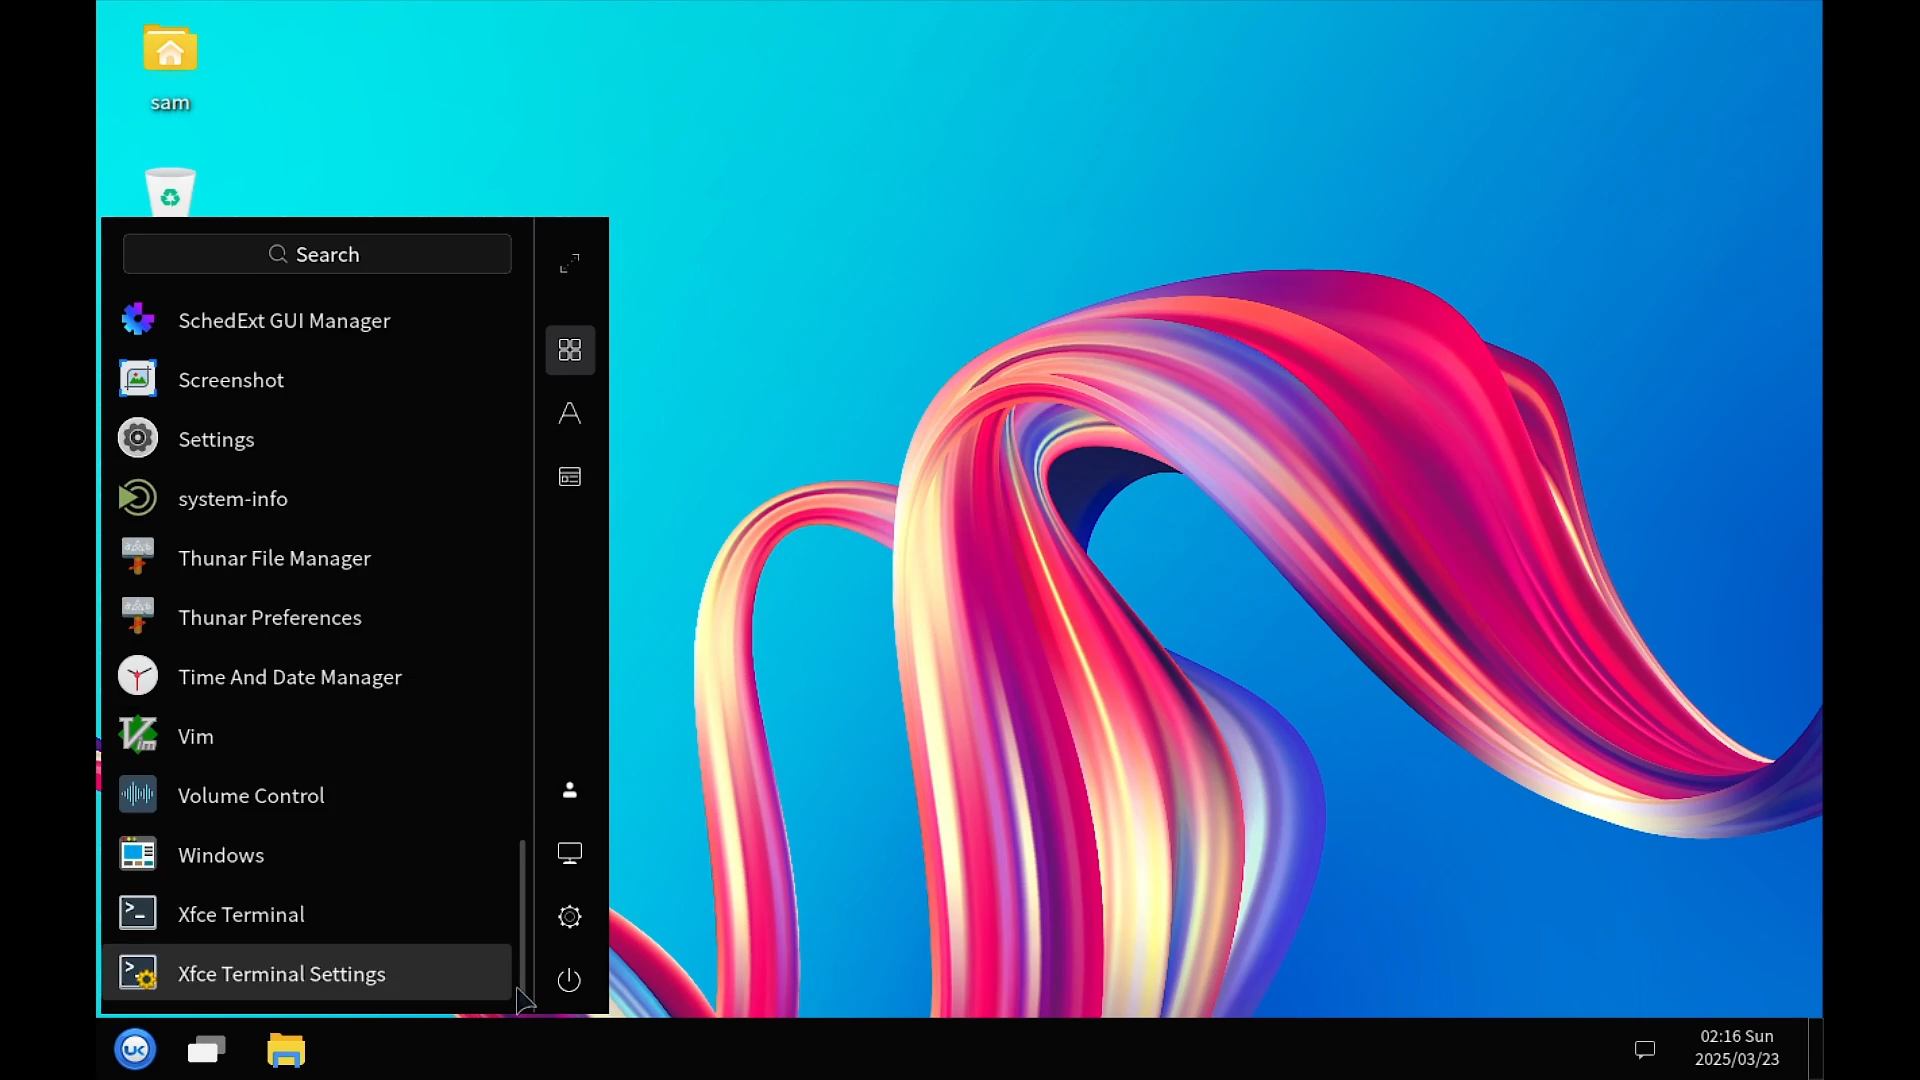 sam
Search
SchedExt GUI Manager
Screenshot
Settings
system-info
Thunar File Manager
Thunar Preferences
Time And Date Manager
Vim
Volume Control
Windows
Xfce Terminal
Xfce Terminal Settings
UK
02:16 Sun
2025/03/23